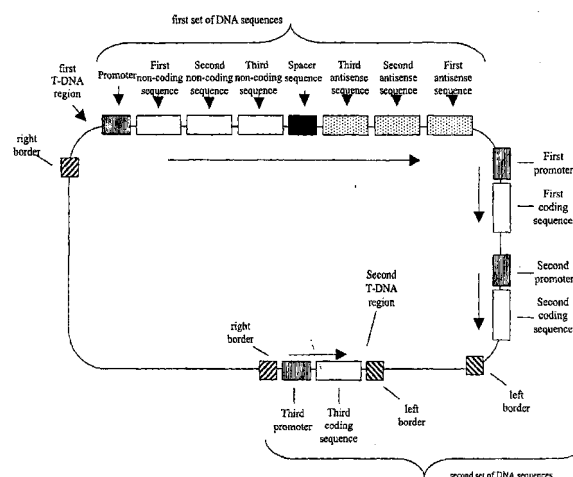 first set of DNA sequences
first
T-DNA
region
Promoter
First
non-coding
sequence
Second
non-coding
sequence
Third
non-coding
sequence
Spacer
sequence
Third
antisense
sequence
Second
antisense
sequence
First
antisense
sequence
right
border
First
promoter
First
coding
sequence
Second
promoter
Second
coding
sequence
Second
T-DNA
region
right
border
left
border
Third
promoter
Third
coding
sequence
left
border
second set of DNA sequences